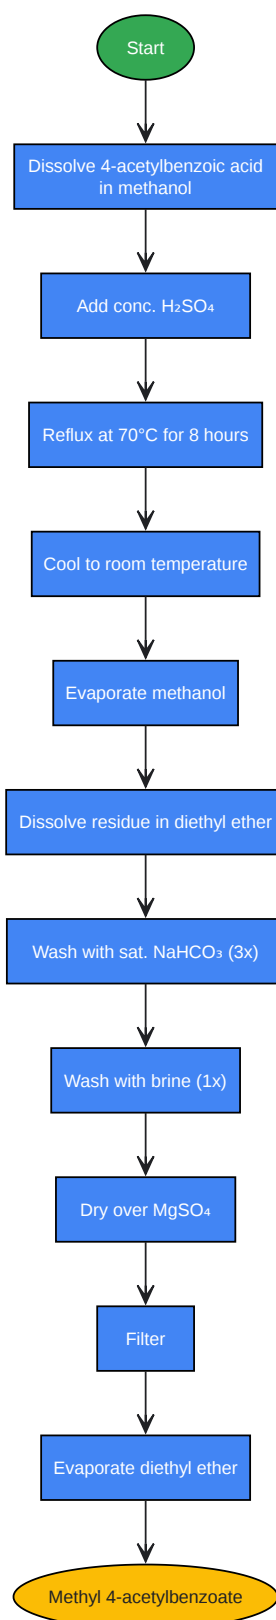 Start
Dissolve 4-acetylbenzoic acid
in methanol
Add conc. H₂SO₄
Reflux at 70°C for 8 hours
Cool to room temperature
Evaporate methanol
Dissolve residue in diethyl ether
Wash with sat. NaHCO₃ (3x)
Wash with brine (1x)
Dry over MgSO₄
Filter
Evaporate diethyl ether
Methyl 4-acetylbenzoate